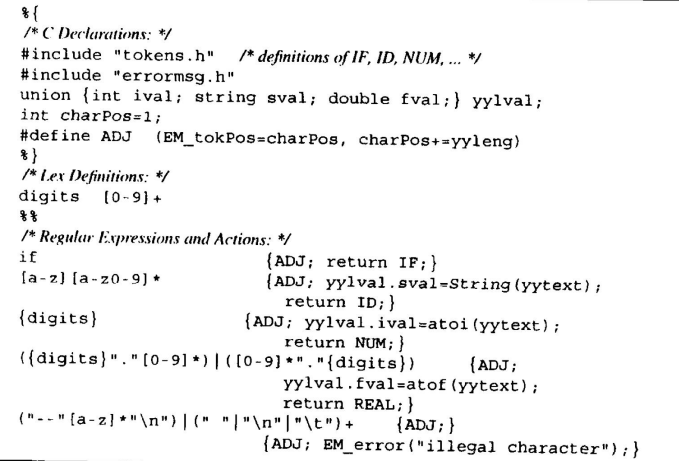 %{
/* C Declarations: */
#include "tokens.h" /* definitions of IF, ID, NUM, ... */
#include "errormsg.h"
union {int ival; string sval; double fval;} yylval;
int charPos=1;
#define ADJ (EM_tokPos=charPos, charPos+=yyleng)
%}
/* Lex Definitions: */
digits [0-9]+
%%
/* Regular Expressions and Actions: */
if {ADJ; return IF;}
[a-z][a-z0-9]* {ADJ; yylval.sval=String(yytext);
return ID;}
{digits} {ADJ; yylval.ival=atoi(yytext);
return NUM;}
({digits}"."[0-9]*)|([0-9]*"."{digits}) {ADJ;
yylval.fval=atof(yytext);
return REAL;}
("--"[a-z]*"\n")|(" "|"\n"|"\t")+ {ADJ;}
{ADJ; EM_error("illegal character");}